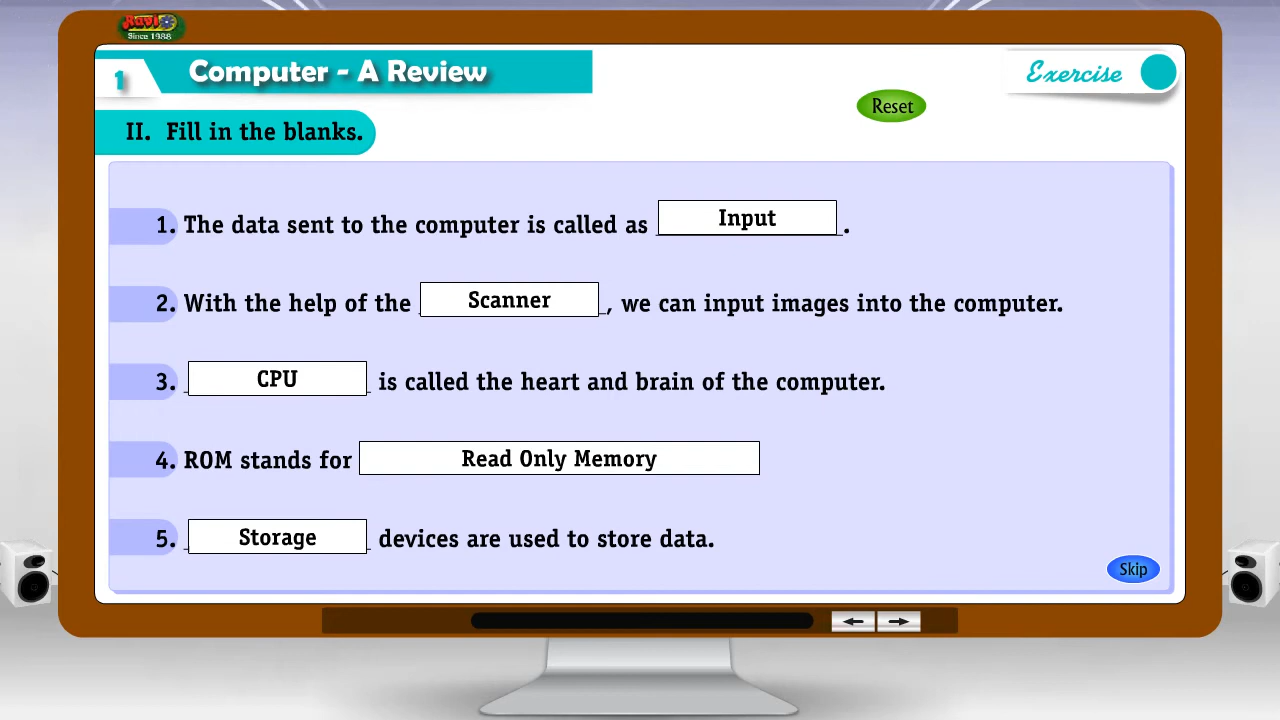 Ravi
Since 1988
1 Computer - A Review
Exercise
Reset
II. Fill in the blanks.
1. The data sent to the computer is called as Input.
2. With the help of the Scanner, we can input images into the computer.
3. CPU is called the heart and brain of the computer.
4. ROM stands for Read Only Memory
5. Storage devices are used to store data.
Skip